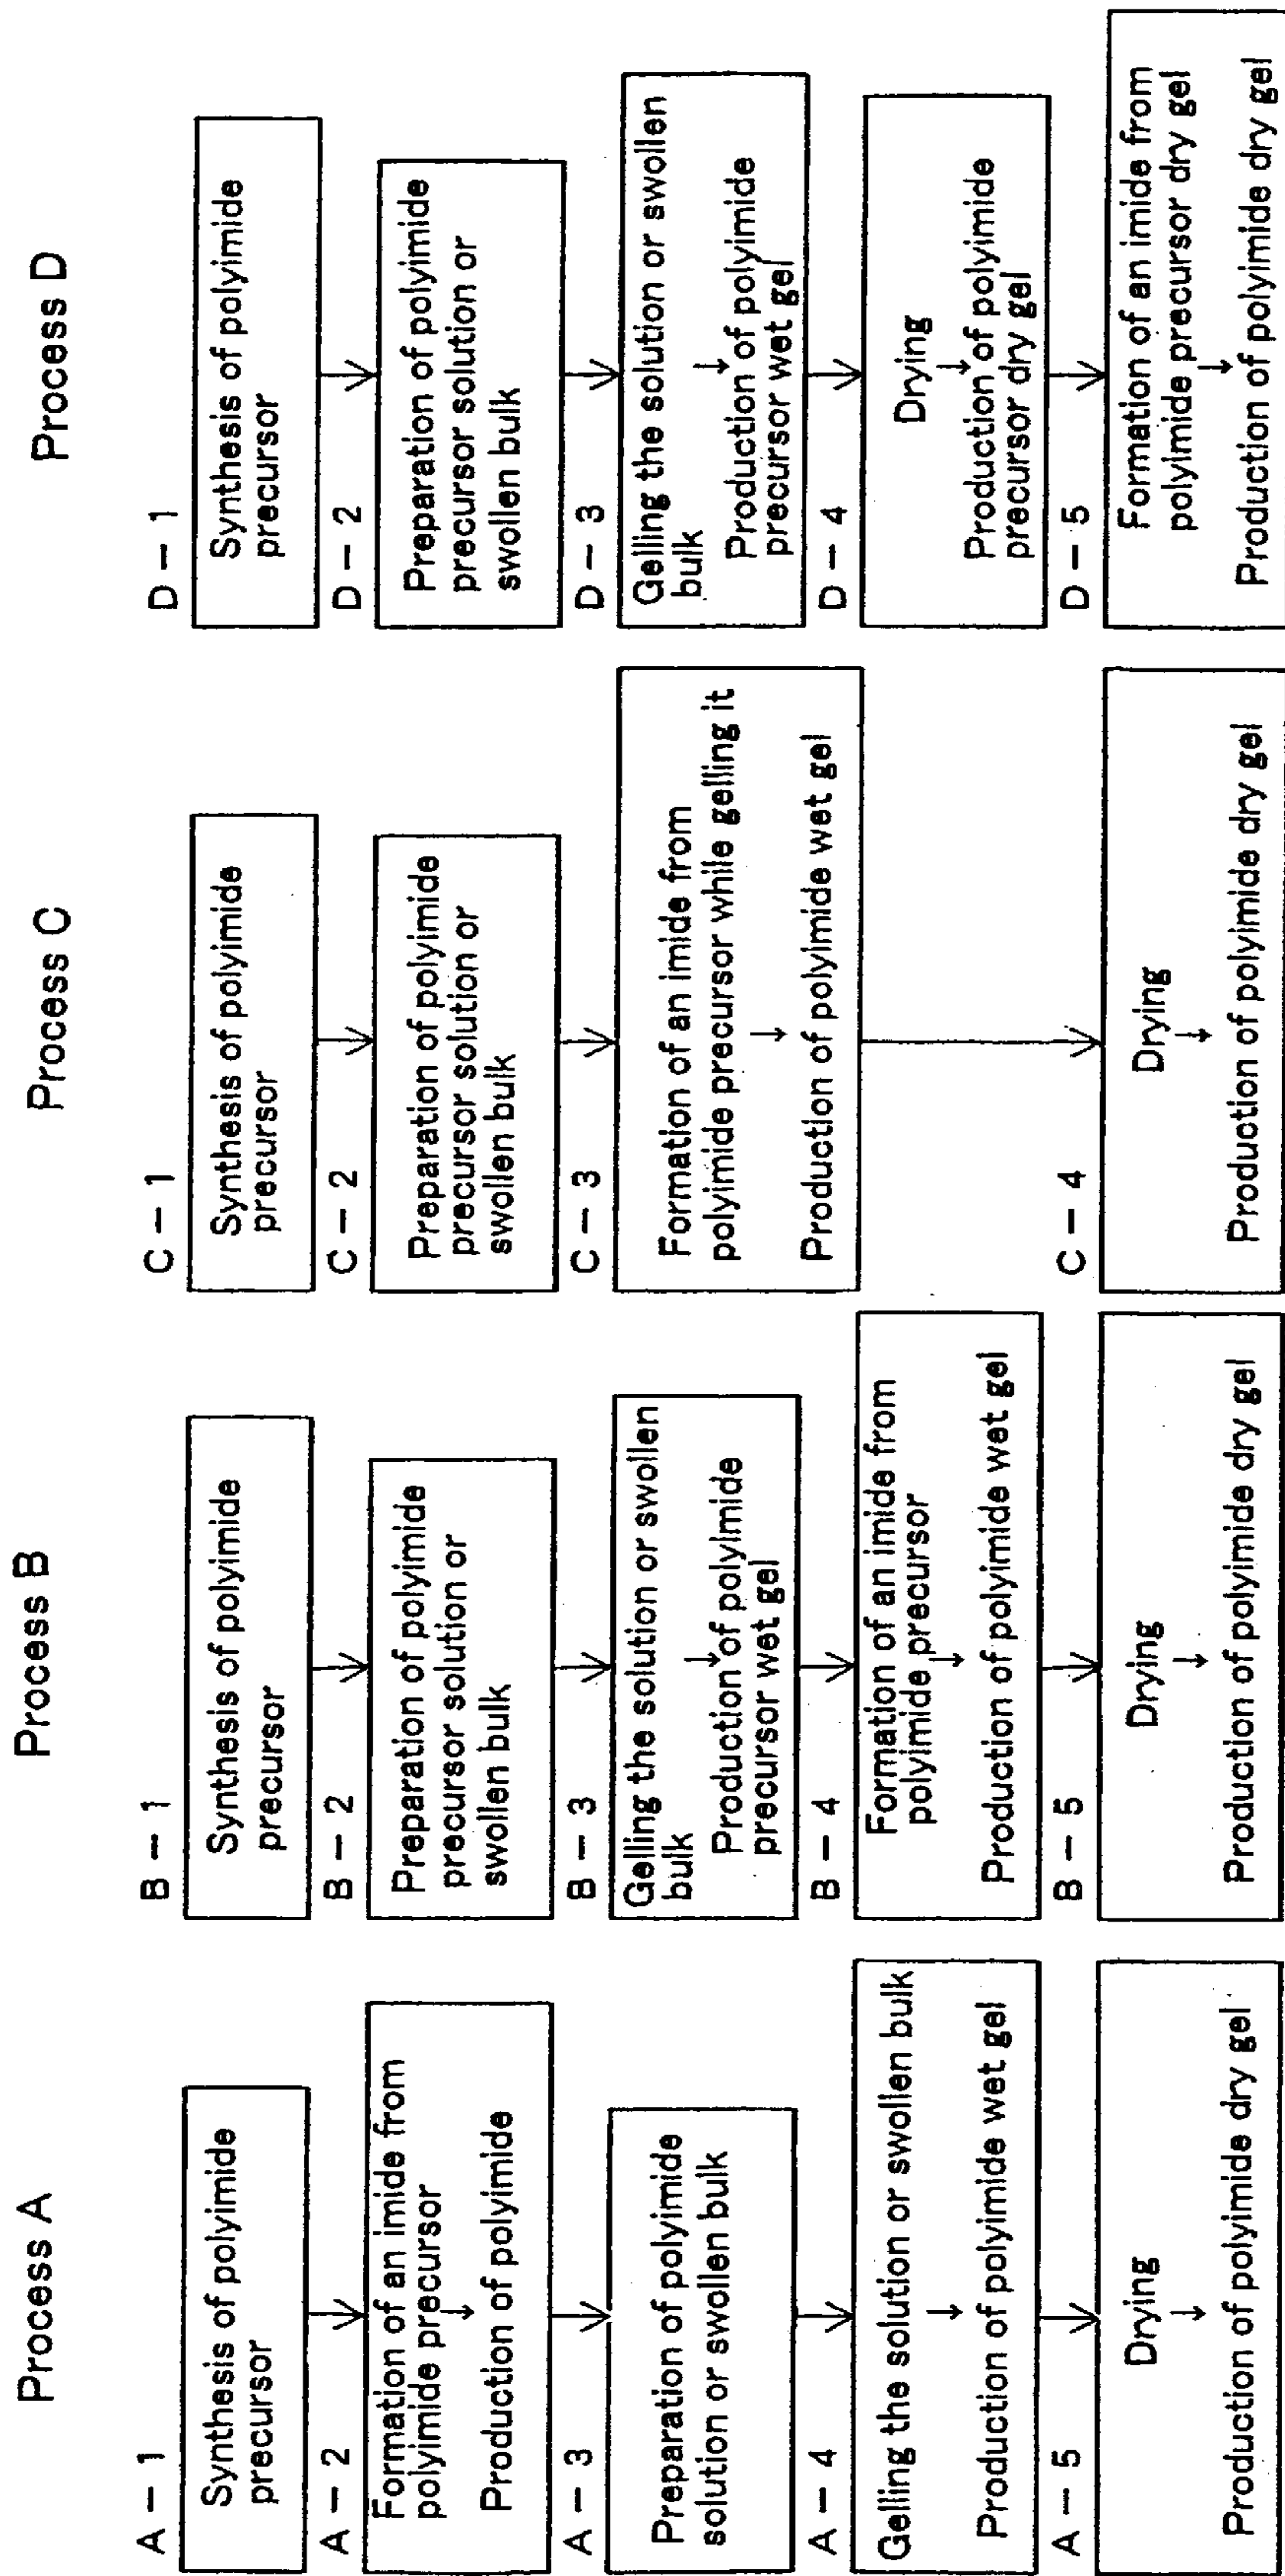 Process A
A – 1
Synthesis of polyimide
precursor
A – 2
Formation of an imide from
polyimide precursor
↓
Production of polyimide
A – 3
Preparation of polyimide
solution or swollen bulk
A – 4
Gelling the solution or swollen bulk
↓
Production of polyimide wet gel
A – 5
Drying
↓
Production of polyimide dry gel
Process B
B – 1
Synthesis of polyimide
precursor
B – 2
Preparation of polyimide
precursor solution or
swollen bulk
B – 3
Gelling the solution or swollen
bulk
↓
Production of polyimide
precursor wet gel
B – 4
Formation of an imide from
polyimide precursor
↓
Production of polyimide wet gel
B – 5
Drying
↓
Production of polyimide dry gel
Process C
C – 1
Synthesis of polyimide
precursor
C – 2
Preparation of polyimide
precursor solution or
swollen bulk
C – 3
Formation of an imide from
polyimide precursor while gelling it
↓
Production of polyimide wet gel
C – 4
Drying
↓
Production of polyimide dry gel
Process D
D – 1
Synthesis of polyimide
precursor
D – 2
Preparation of polyimide
precursor solution or
swollen bulk
D – 3
Gelling the solution or swollen
bulk
↓
Production of polyimide
precursor wet gel
D – 4
Drying
↓
Production of polyimide
precursor dry gel
D – 5
Formation of an imide from
polyimide precursor dry gel
↓
Production of polyimide dry gel